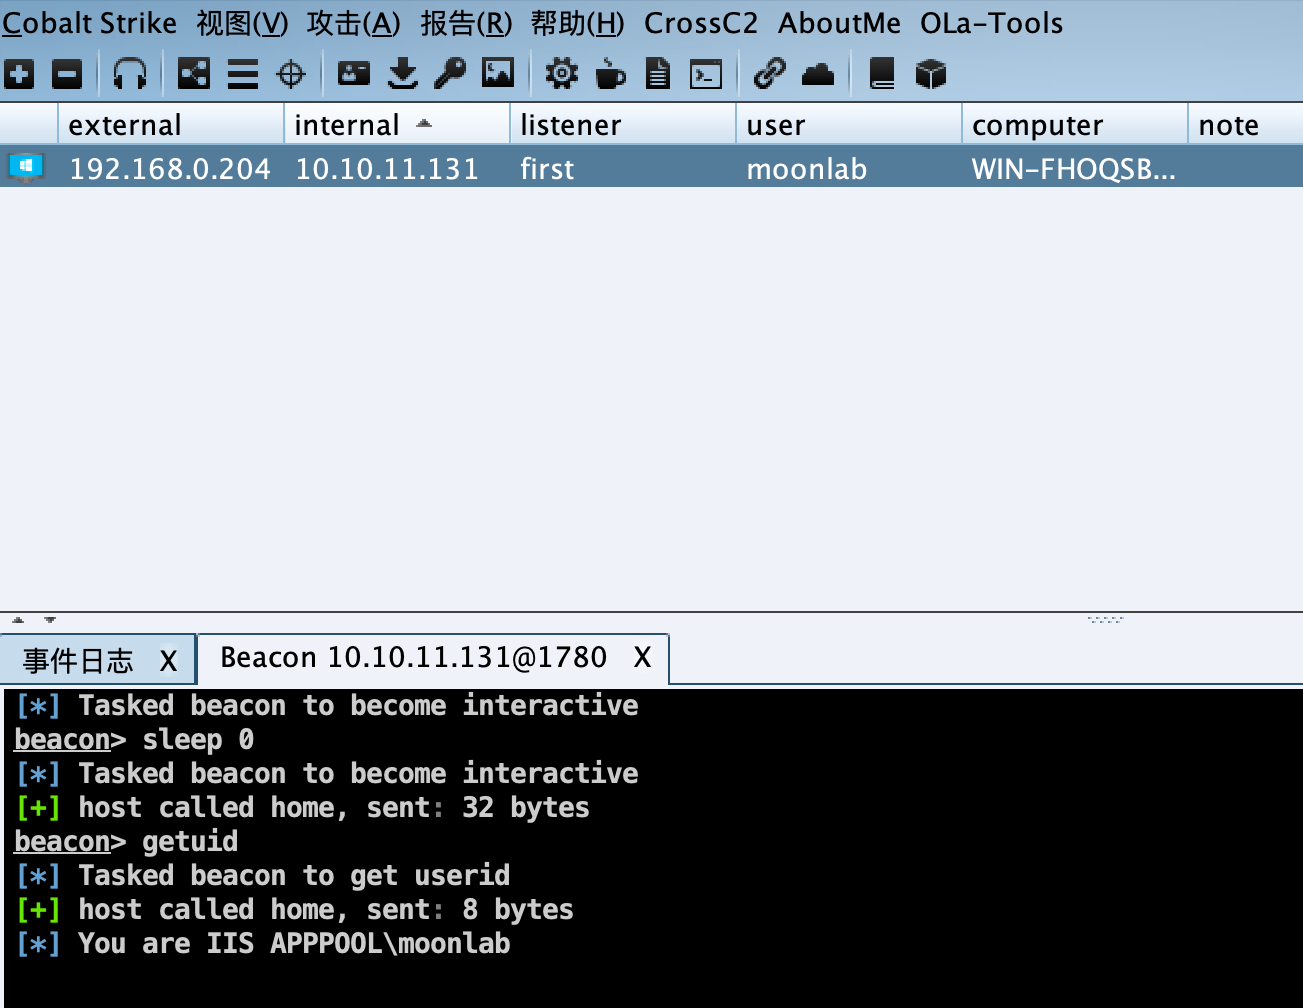 Cobalt Strike 视图(V) 攻击(A) 报告(R) 帮助(H) CrossC2 AboutMe OLa-Tools
external internal listener user computer note
192.168.0.204 10.10.11.131 first moonlab WIN-FHOQSB...
事件日志 X Beacon 10.10.11.131@1780 X
[*] Tasked beacon to become interactive
beacon> sleep 0
[*] Tasked beacon to become interactive
[+] host called home, sent: 32 bytes
beacon> getuid
[*] Tasked beacon to get userid
[+] host called home, sent: 8 bytes
[*] You are IIS APPPOOL\moonlab